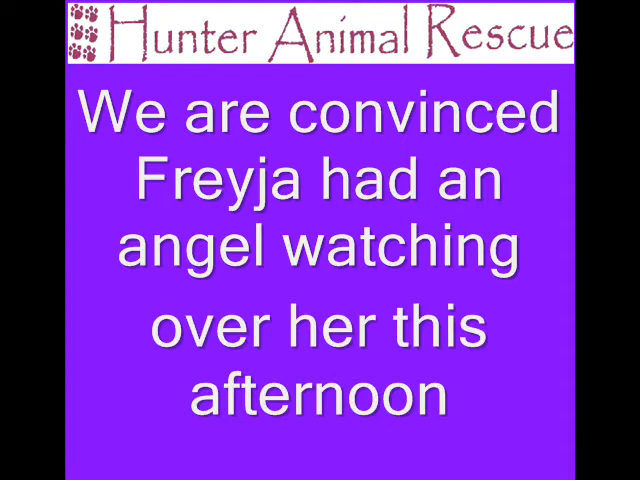 Hunter Animal Rescue
We are convinced
Freyja had an
angel watching
over her this
afternoon